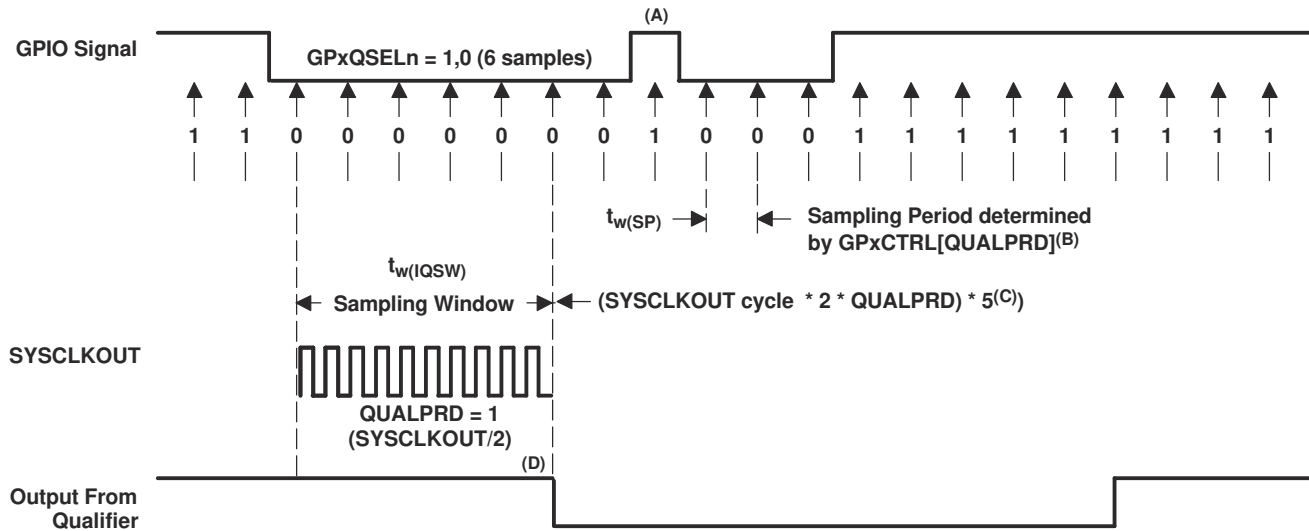 (A)
GPIO Signal
GPxQSELn = 1,0 (6 samples)
1 1 0 0 0 0 0 0 0 1 0 0 0 1 1 1 1 1 1 1 1 1
tw(SP)
Sampling Period determined
by GPxCTRL[QUALPRD](B)
tw(IQSW)
Sampling Window
(SYSCLKOUT cycle * 2 * QUALPRD) * 5(C))
SYSCLKOUT
QUALPRD = 1
(SYSCLKOUT/2)
(D)
Output From
Qualifier